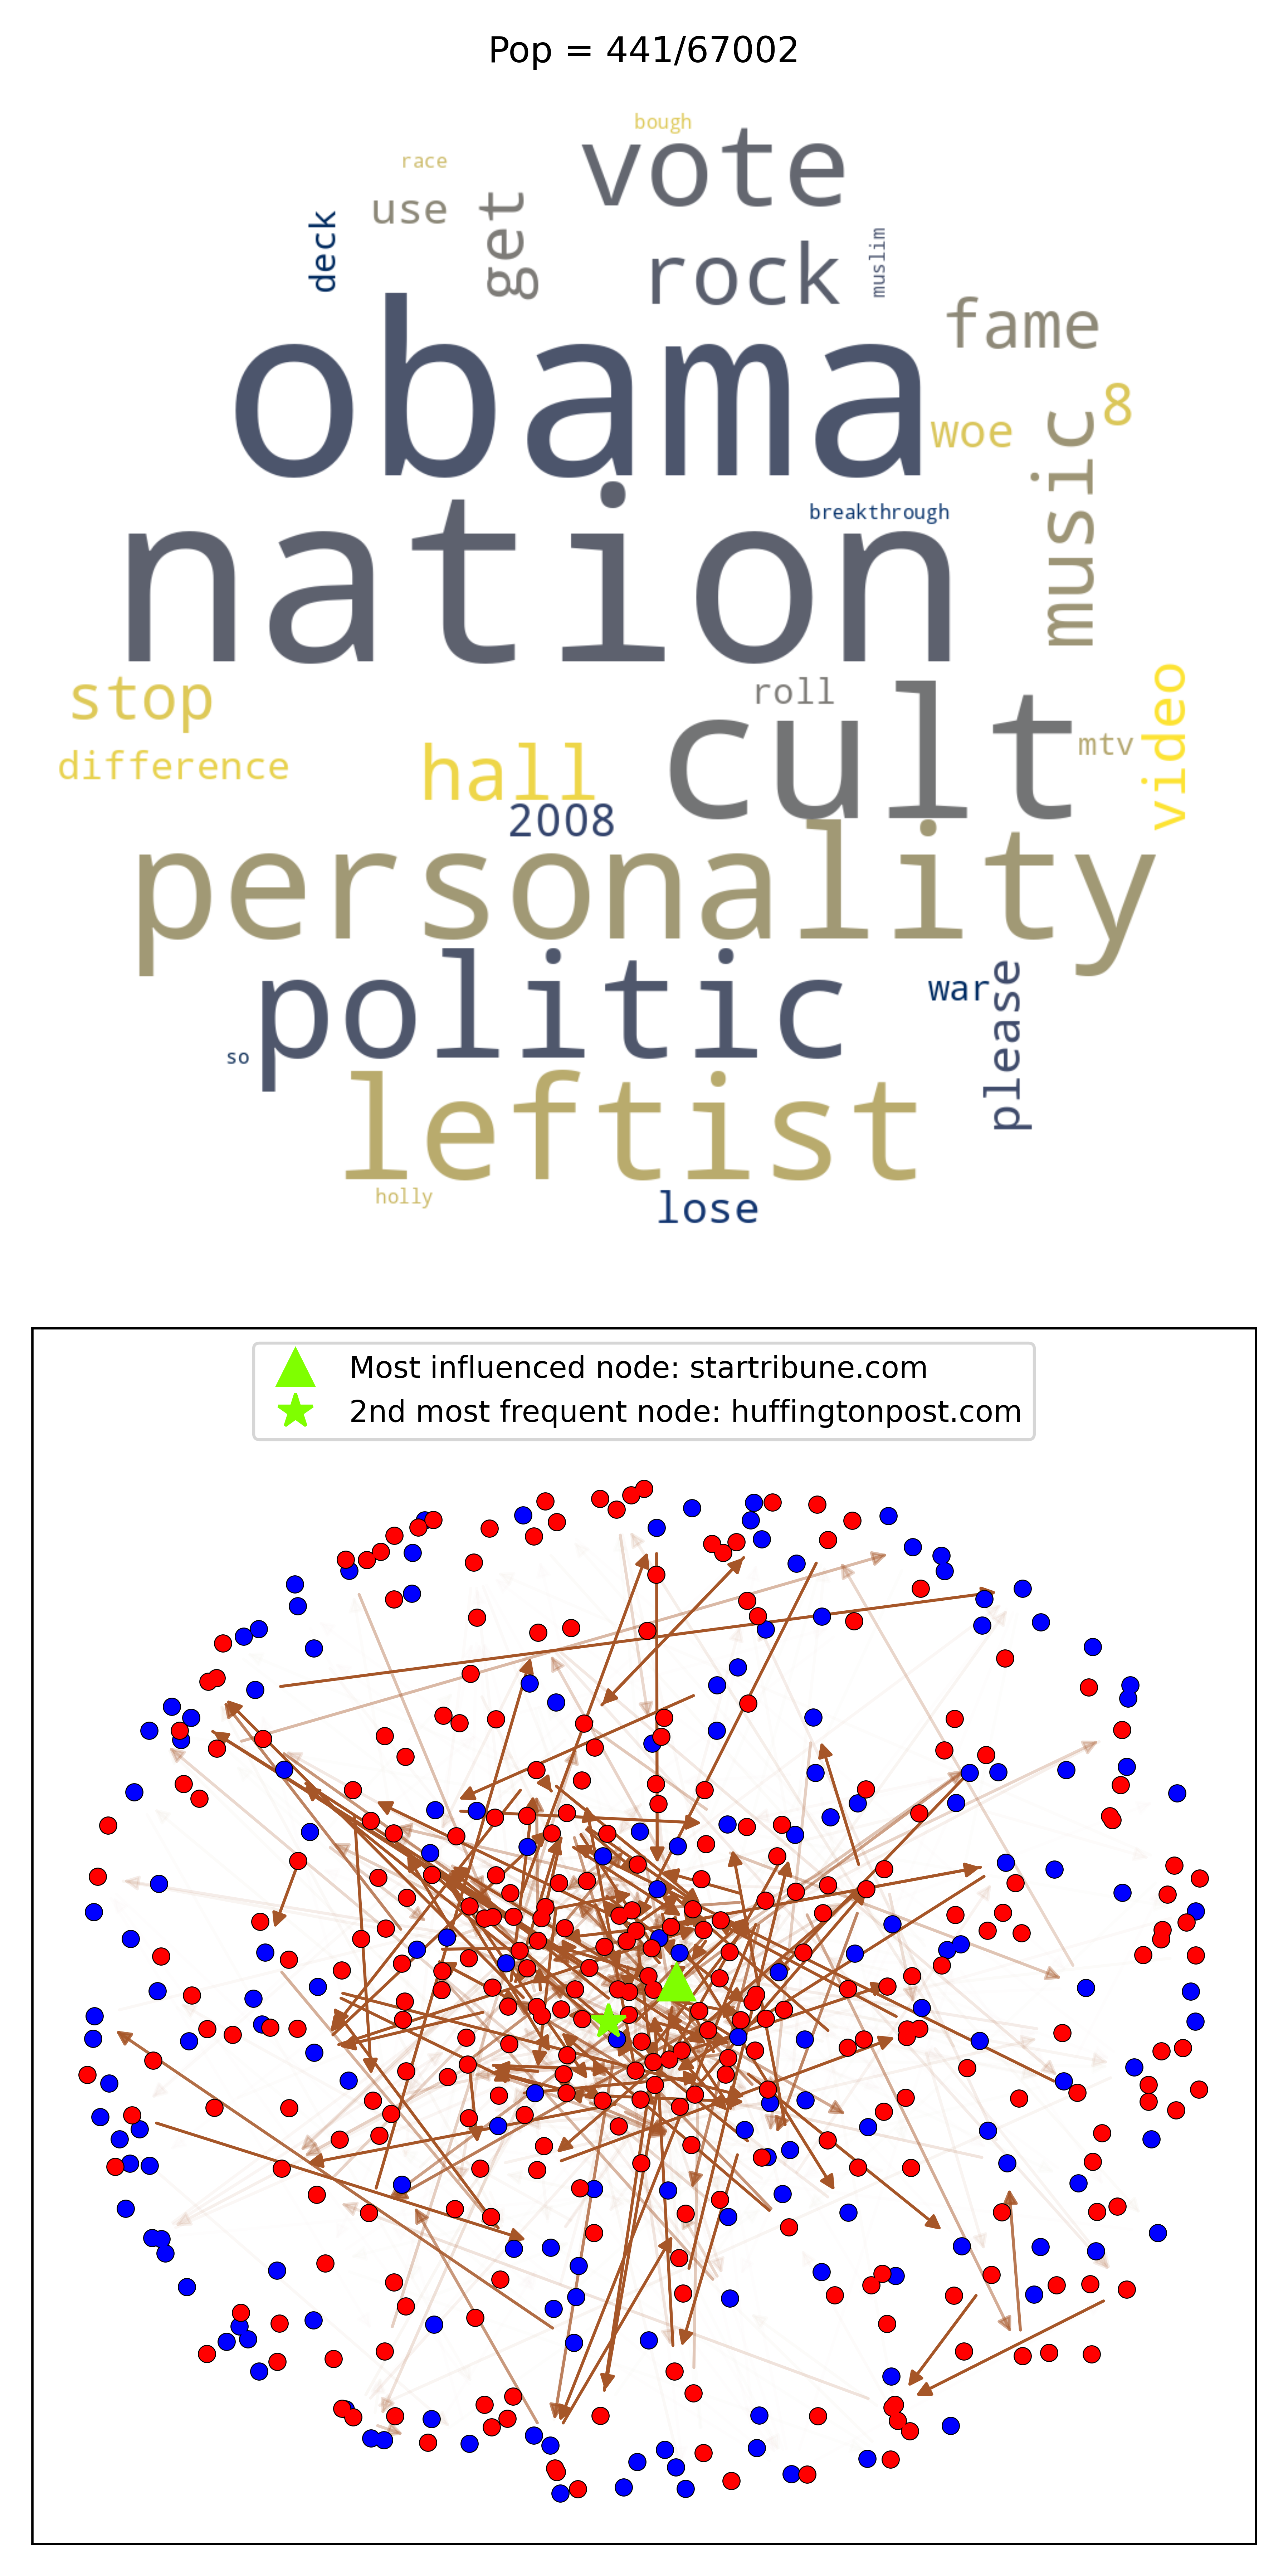 Pop = 441/67002
bough
vote
race
use
get
deck
rock
muslim
fame
obama
8
woe
music
breakthrough
nation
stop
roll
cult
mtv
video
difference
hall
2008
personality
politic
war
please
so
leftist
holly
lose
Most influenced node: startribune.com
2nd most frequent node: huffingtonpost.com